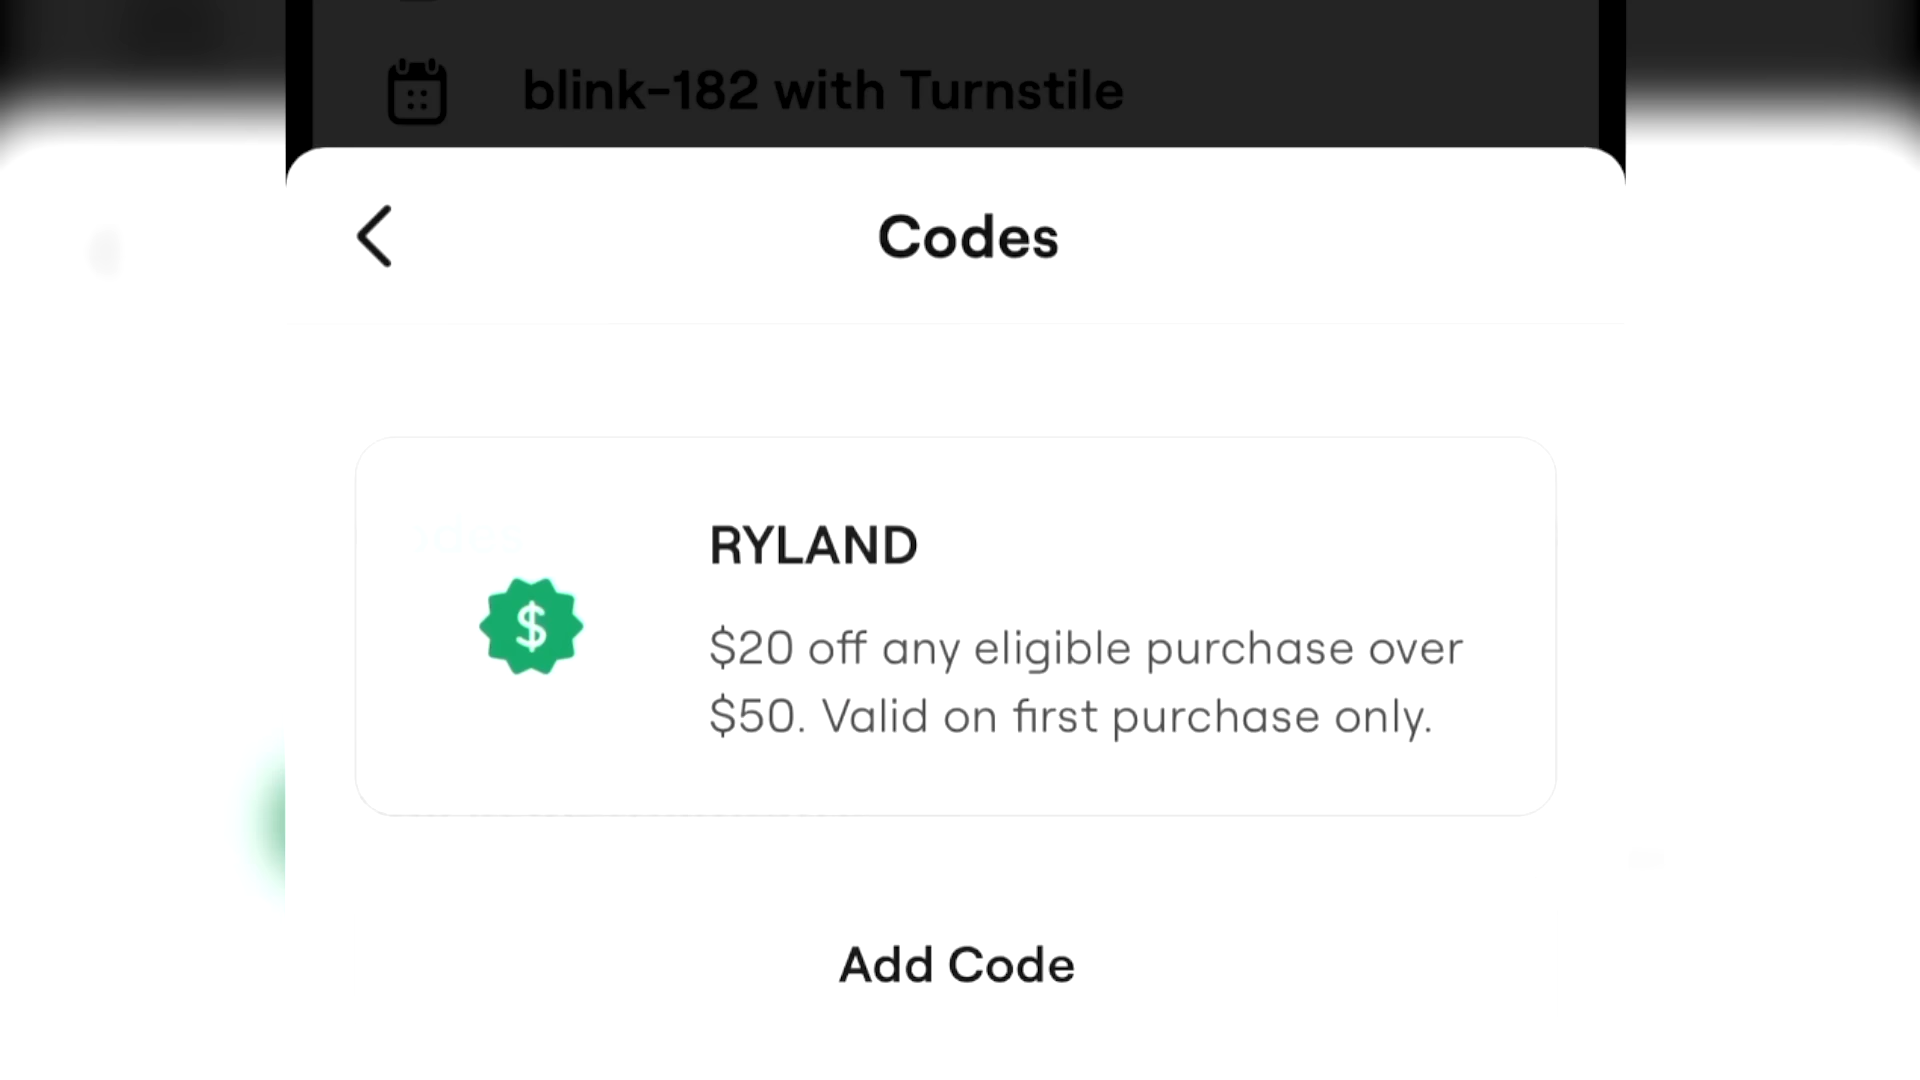 blink-182 with Turnstile
Codes
RYLAND
$
$20 off any eligible purchase over
$50. Valid on first purchase only.
Add Code